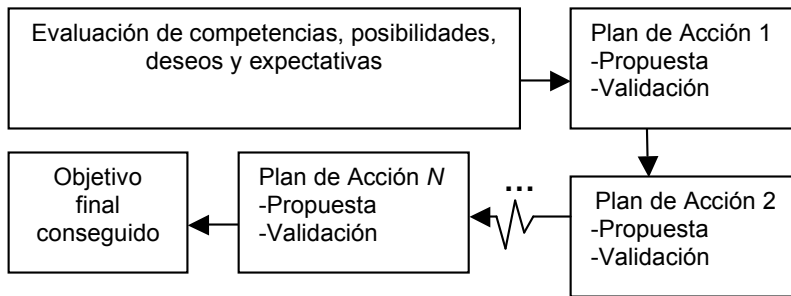 Evaluación de competencias, posibilidades,
deseos y expectativas
Plan de Acción 1
-Propuesta
-Validación
Plan de Acción 2
-Propuesta
-Validación
...
Plan de Acción N
-Propuesta
-Validación
Objetivo
final
conseguido